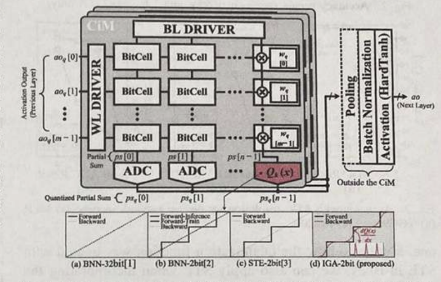 CiM
BL DRIVER
Activation Output
(Previous Layer)
ao_q [0]
ao_q [1]
ao_q [m−1]
WL DRIVER
BitCell BitCell w_q [0]
BitCell BitCell w_q [1]
BitCell BitCell w_q [m−1]
Partial Sum ps[0] ps[1] ps[n−1]
ADC ADC Q_k (x)
Quantized Partial Sum ps_q[0] ps_q[1] ps_q[n−1]
Pooling
Batch Normalization
Activation (HardTanh)
ao
(Next Layer)
Outside the CiM
Forward
Backward
Forward-Inference
Forward-Train
Backward
Forward
Backward
Forward
Backward
dQ(x)
dx
(a) BNN-32bit[1] (b) BNN-2bit[2] (c) STE-2bit[3] (d) IGA-2bit (proposed)